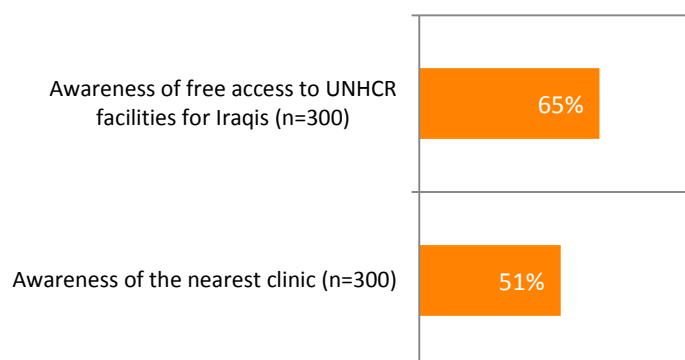 Awareness of free access to UNHCR
facilities for Iraqis (n=300)
65%
Awareness of the nearest clinic (n=300)
51%